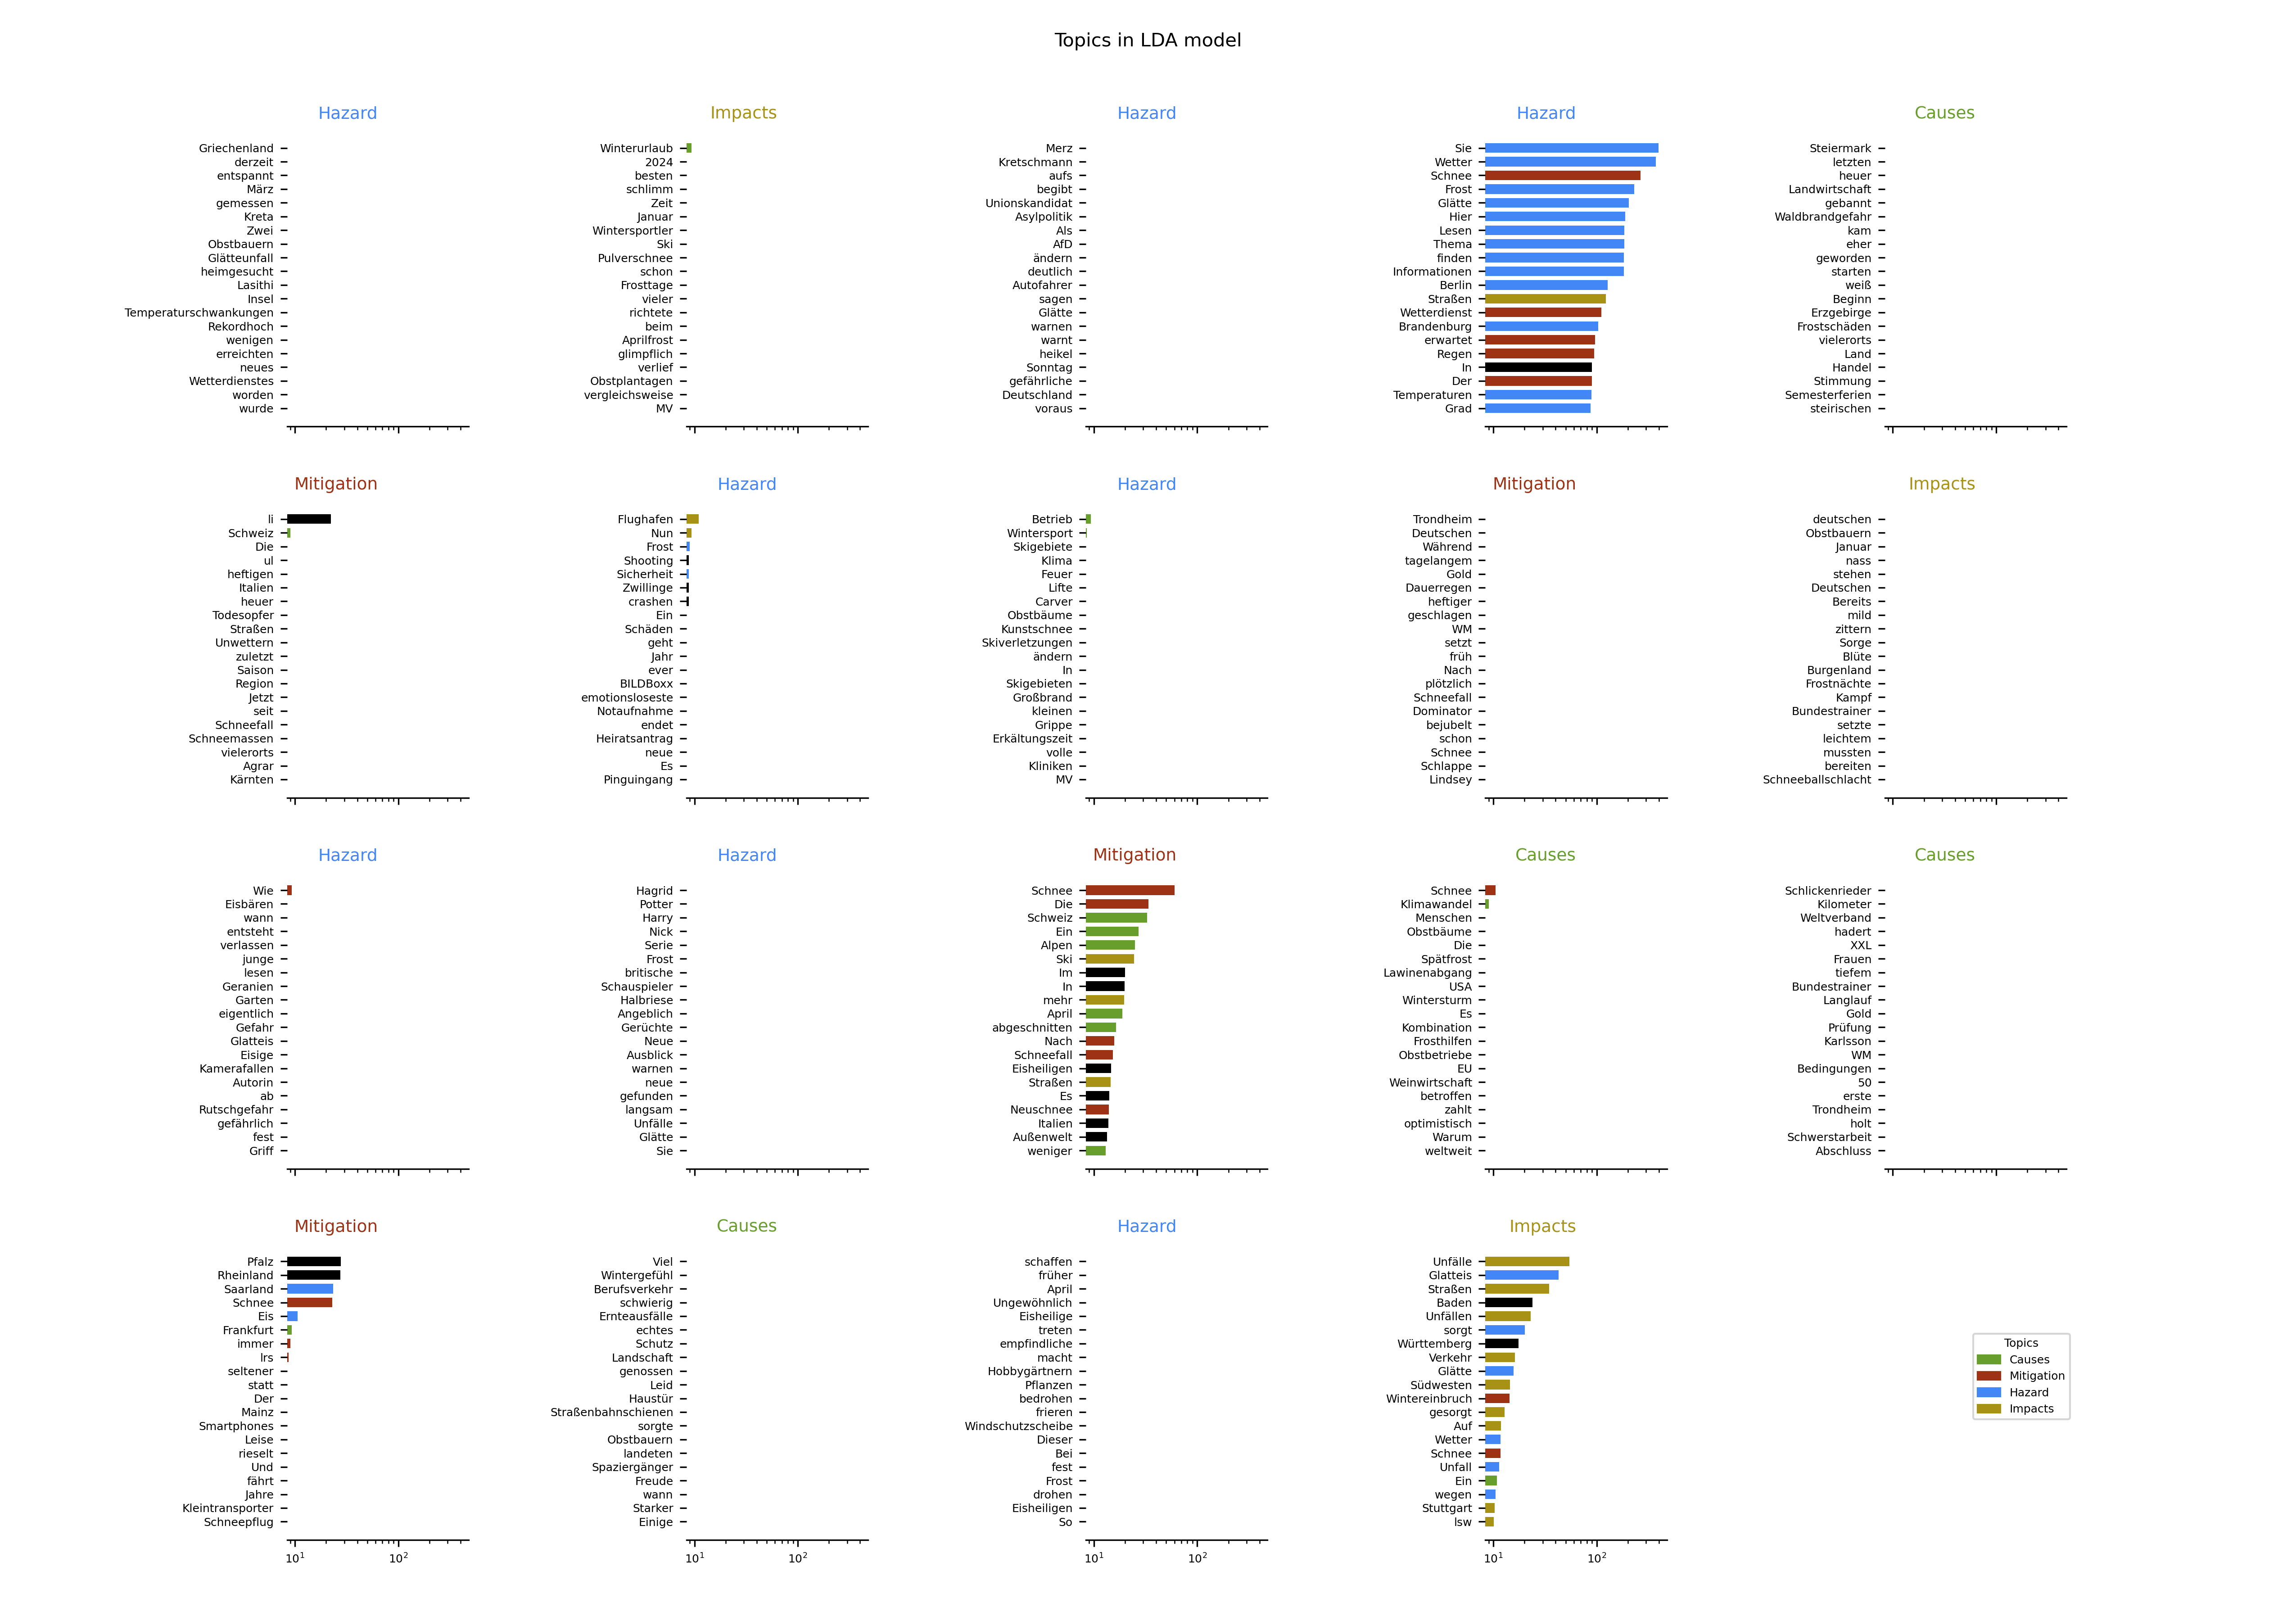 Topics in LDA model
Hazard
Griechenland
derzeit
entspannt
März
gemessen
Kreta
Zwei
Obstbauern
Glätteunfall
heimgesucht
Lasithi
Insel
Temperaturschwankungen
Rekordhoch
wenigen
erreichten
neues
Wetterdienstes
worden
wurde
Impacts
Winterurlaub
2024
besten
schlimm
Zeit
Januar
Wintersportler
Ski
Pulverschnee
schon
Frosttage
vieler
richtete
beim
Aprilfrost
glimpflich
verlief
Obstplantagen
vergleichsweise
MV
Hazard
Merz
Kretschmann
aufs
begibt
Unionskandidat
Asylpolitik
Als
AfD
ändern
deutlich
Autofahrer
sagen
Glätte
warnen
warnt
heikel
Sonntag
gefährliche
Deutschland
voraus
Hazard
Sie
Wetter
Schnee
Frost
Glätte
Hier
Lesen
Thema
finden
Informationen
Berlin
Straßen
Wetterdienst
Brandenburg
erwartet
Regen
In
Der
Temperaturen
Grad
Causes
Steiermark
letzten
heuer
Landwirtschaft
gebannt
Waldbrandgefahr
kam
eher
geworden
starten
weiß
Beginn
Erzgebirge
Frostschäden
vielerorts
Land
Handel
Stimmung
Semesterferien
steirischen
Mitigation
li
Schweiz
Die
ul
heftigen
Italien
heuer
Todesopfer
Straßen
Unwettern
zuletzt
Saison
Region
Jetzt
seit
Schneefall
Schneemassen
vielerorts
Agrar
Kärnten
Hazard
Flughafen
Nun
Frost
Shooting
Sicherheit
Zwillinge
crashen
Ein
Schäden
geht
Jahr
ever
BILDBoxx
emotionsloseste
Notaufnahme
endet
Heiratsantrag
neue
Es
Pinguingang
Hazard
Betrieb
Wintersport
Skigebiete
Klima
Feuer
Lifte
Carver
Obstbäume
Kunstschnee
Skiverletzungen
ändern
In
Skigebieten
Großbrand
kleinen
Grippe
Erkältungszeit
volle
Kliniken
MV
Mitigation
Trondheim
Deutschen
Während
tagelangem
Gold
Dauerregen
heftiger
geschlagen
WM
setzt
früh
Nach
plötzlich
Schneefall
Dominator
bejubelt
schon
Schnee
Schlappe
Lindsey
Impacts
deutschen
Obstbauern
Januar
nass
stehen
Deutschen
Bereits
mild
zittern
Sorge
Blüte
Burgenland
Frostnächte
Kampf
Bundestrainer
setzte
leichtem
mussten
bereiten
Schneeballschlacht
Hazard
Wie
Eisbären
wann
entsteht
verlassen
junge
lesen
Geranien
Garten
eigentlich
Gefahr
Glatteis
Eisige
Kamerafallen
Autorin
ab
Rutschgefahr
gefährlich
fest
Griff
Hazard
Hagrid
Potter
Harry
Nick
Serie
Frost
britische
Schauspieler
Halbriese
Angeblich
Gerüchte
Neue
Ausblick
warnen
neue
gefunden
langsam
Unfälle
Glätte
Sie
Mitigation
Schnee
Die
Schweiz
Ein
Alpen
Ski
Im
In
mehr
April
abgeschnitten
Nach
Schneefall
Eisheiligen
Straßen
Es
Neuschnee
Italien
Außenwelt
weniger
Causes
Schnee
Klimawandel
Menschen
Obstbäume
Die
Spätfrost
Lawinenabgang
USA
Wintersturm
Es
Kombination
Frosthilfen
Obstbetriebe
EU
Weinwirtschaft
betroffen
zahlt
optimistisch
Warum
weltweit
Causes
Schlickenrieder
Kilometer
Weltverband
hadert
XXL
Frauen
tiefem
Bundestrainer
Langlauf
Gold
Prüfung
Karlsson
WM
Bedingungen
50
erste
Trondheim
holt
Schwerstarbeit
Abschluss
Mitigation
Pfalz
Rheinland
Saarland
Schnee
Eis
Frankfurt
immer
lrs
seltener
statt
Der
Mainz
Smartphones
Leise
rieselt
Und
fährt
Jahre
Kleintransporter
Schneepflug
10¹ 10²
Causes
Viel
Wintergefühl
Berufsverkehr
schwierig
Ernteausfälle
echtes
Schutz
Landschaft
genossen
Leid
Haustür
Straßenbahnschienen
sorgte
Obstbauern
landeten
Spaziergänger
Freude
wann
Starker
Einige
10¹ 10²
Hazard
schaffen
früher
April
Ungewöhnlich
Eisheilige
treten
empfindliche
macht
Hobbygärtnern
Pflanzen
bedrohen
frieren
Windschutzscheibe
Dieser
Bei
fest
Frost
drohen
Eisheiligen
So
10¹ 10²
Impacts
Unfälle
Glatteis
Straßen
Baden
Unfällen
sorgt
Württemberg
Verkehr
Glätte
Südwesten
Wintereinbruch
gesorgt
Auf
Wetter
Schnee
Unfall
Ein
wegen
Stuttgart
lsw
10¹ 10²
Topics
Causes
Mitigation
Hazard
Impacts